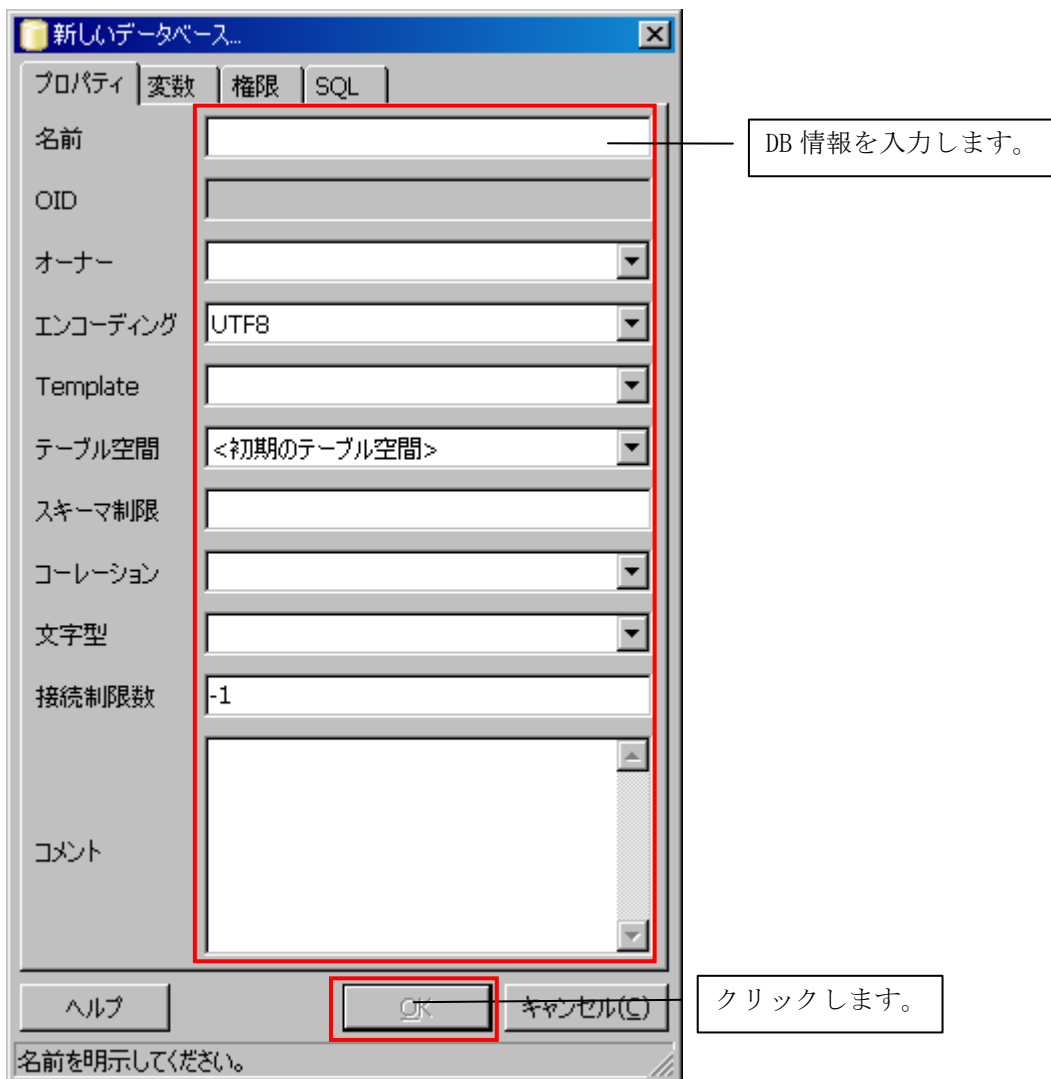 新しいデータベース...
プロパティ 変数 権限 SQL
名前
DB 情報を入力します。
OID
オーナー
エンコーディング UTF8
Template
テーブル空間 <初期のテーブル空間>
スキーマ制限
コーレーション
文字型
接続制限数 -1
コメント
ヘルプ OK キャンセル(C)
クリックします。
名前を明示してください。